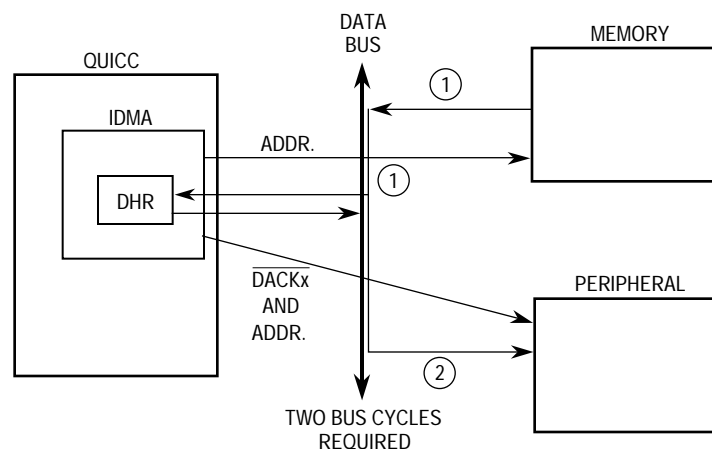 DATA
BUS
MEMORY
QUICC
1
IDMA
ADDR.
1
DHR
DACKx
AND
ADDR.
PERIPHERAL
2
TWO BUS CYCLES
REQUIRED